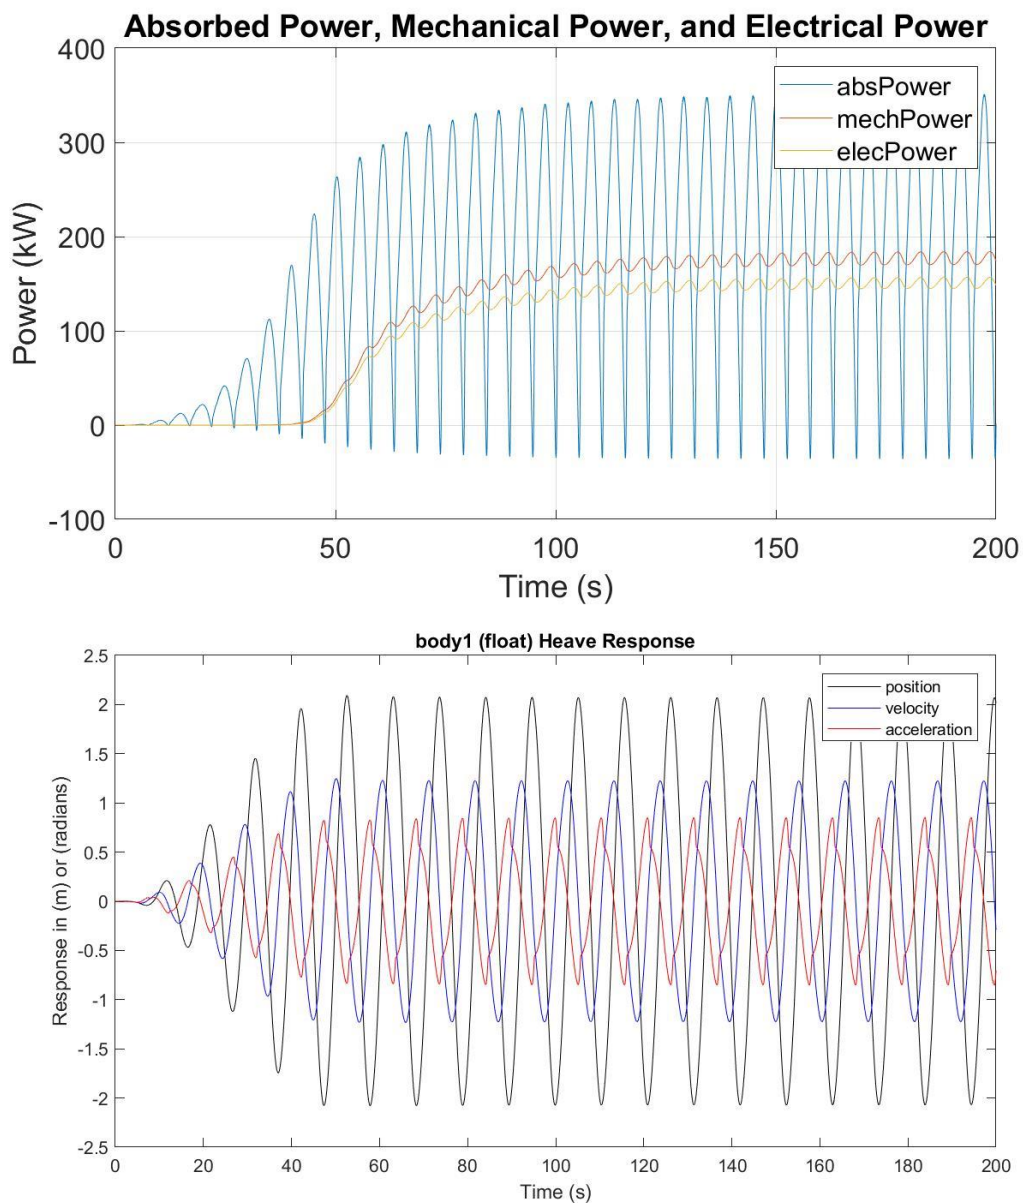 Absorbed Power, Mechanical Power, and Electrical Power
400
300
200
100
0
-100
Power (kW)
absPower
mechPower
elecPower
0 50 100 150 200
Time (s)
body1 (float) Heave Response
2.5
2
1.5
1
0.5
0
-0.5
-1
-1.5
-2
-2.5
Response in (m) or (radians)
position
velocity
acceleration
0 20 40 60 80 100 120 140 160 180 200
Time (s)